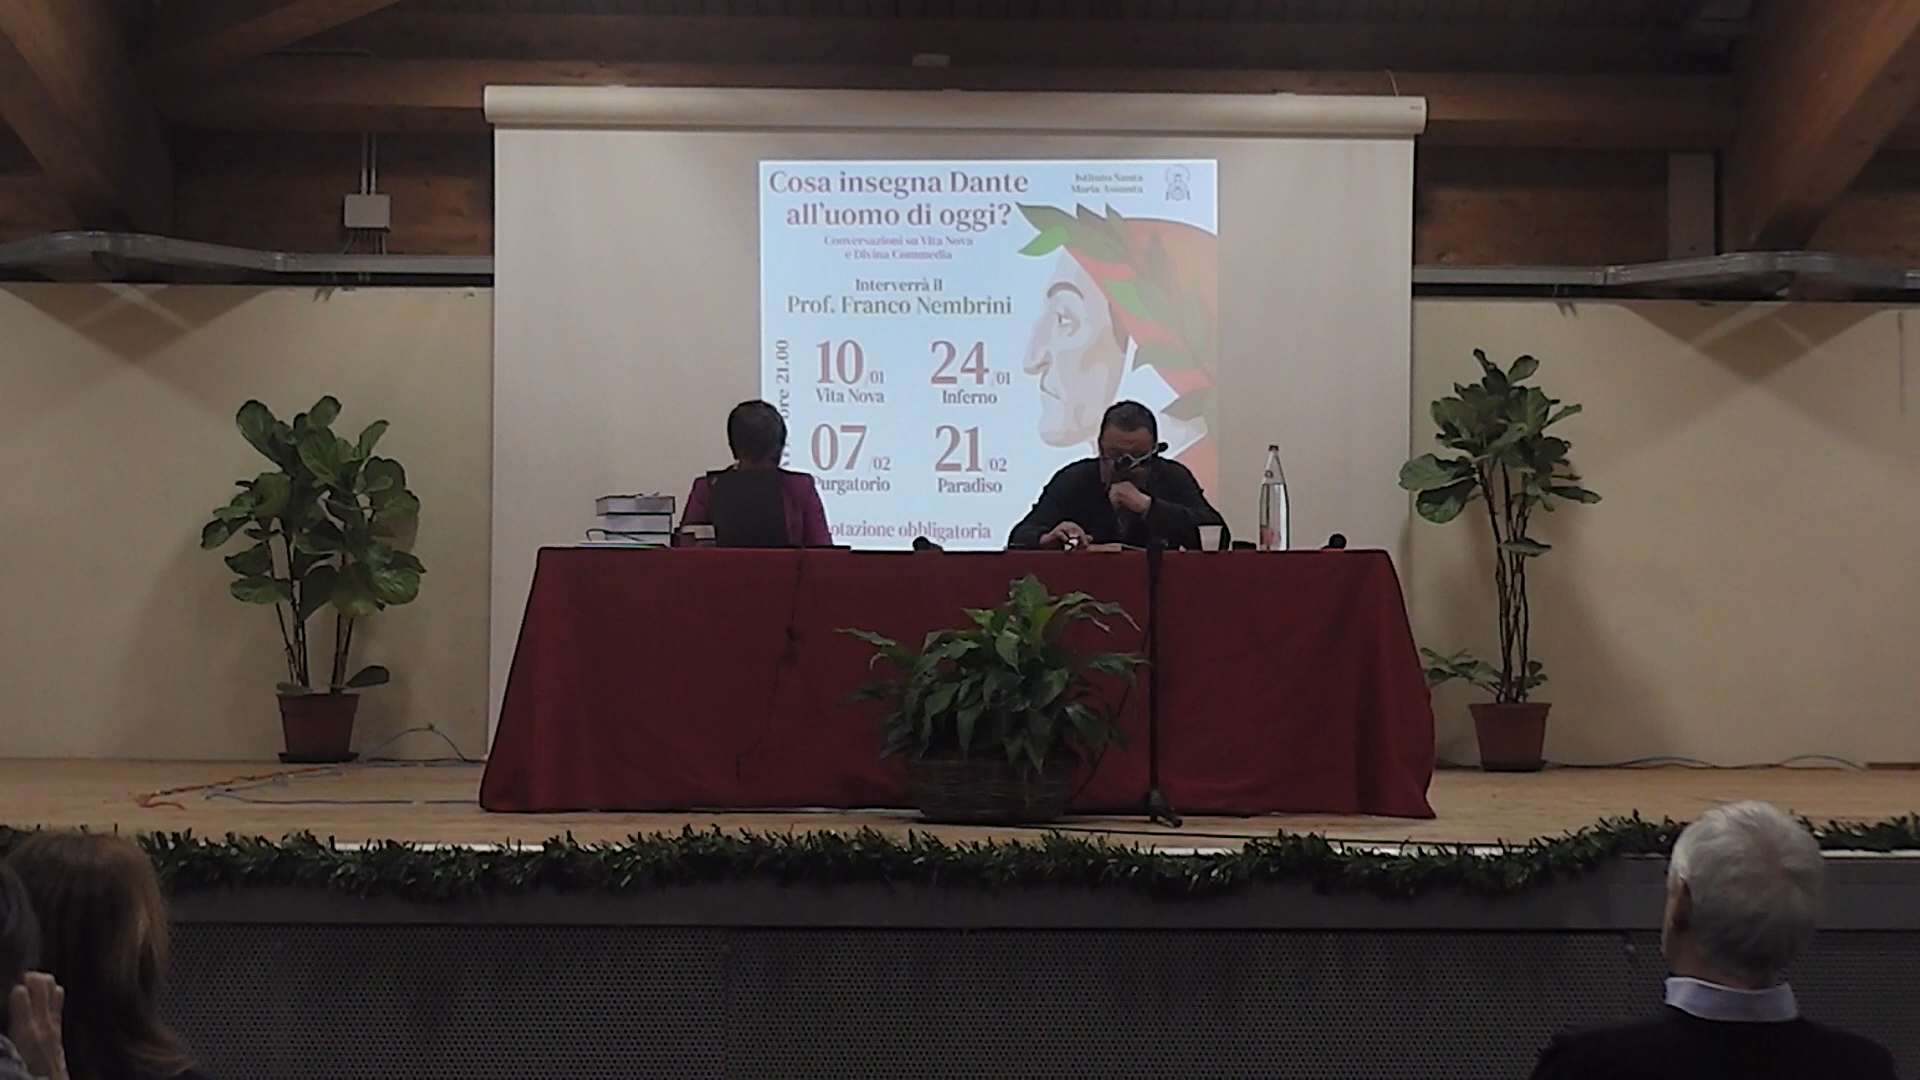 Cosa insegna Dante
all'uomo di oggi?
Istituto Santa
Maria Assunta
Conversazioni su Vita Nova
e Divina Commedia
Interverrà il
Prof. Franco Nembrini
ore 21.00
10/01
Vita Nova
24/01
Inferno
07/02
Purgatorio
21/02
Paradiso
otazione obbligatoria